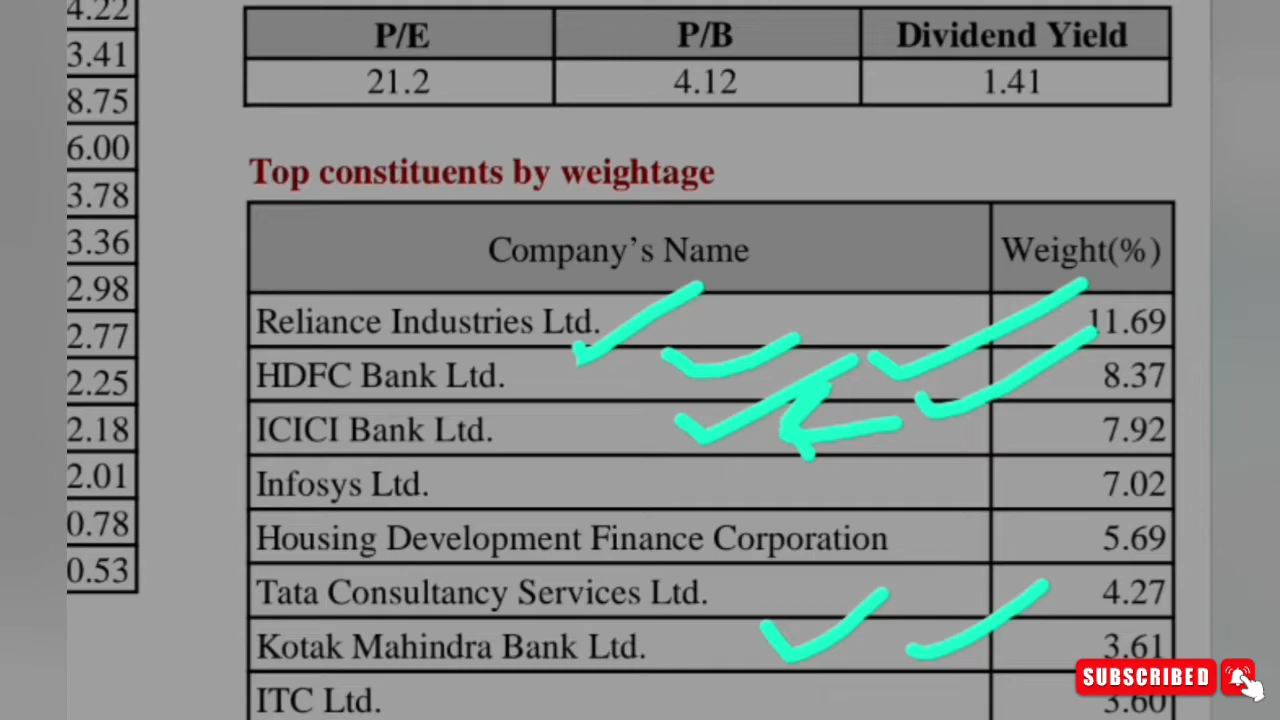 4.22
3.41
8.75
6.00
3.78
3.36
2.98
2.77
2.25
2.18
2.01
0.78
0.53
P/E P/B Dividend Yield
21.2 4.12 1.41
Top constituents by weightage
Company’s Name Weight(%)
Reliance Industries Ltd. 11.69
HDFC Bank Ltd. 8.37
ICICI Bank Ltd. 7.92
Infosys Ltd. 7.02
Housing Development Finance Corporation 5.69
Tata Consultancy Services Ltd. 4.27
Kotak Mahindra Bank Ltd. 3.61
ITC Ltd. 3.60
SUBSCRIBED